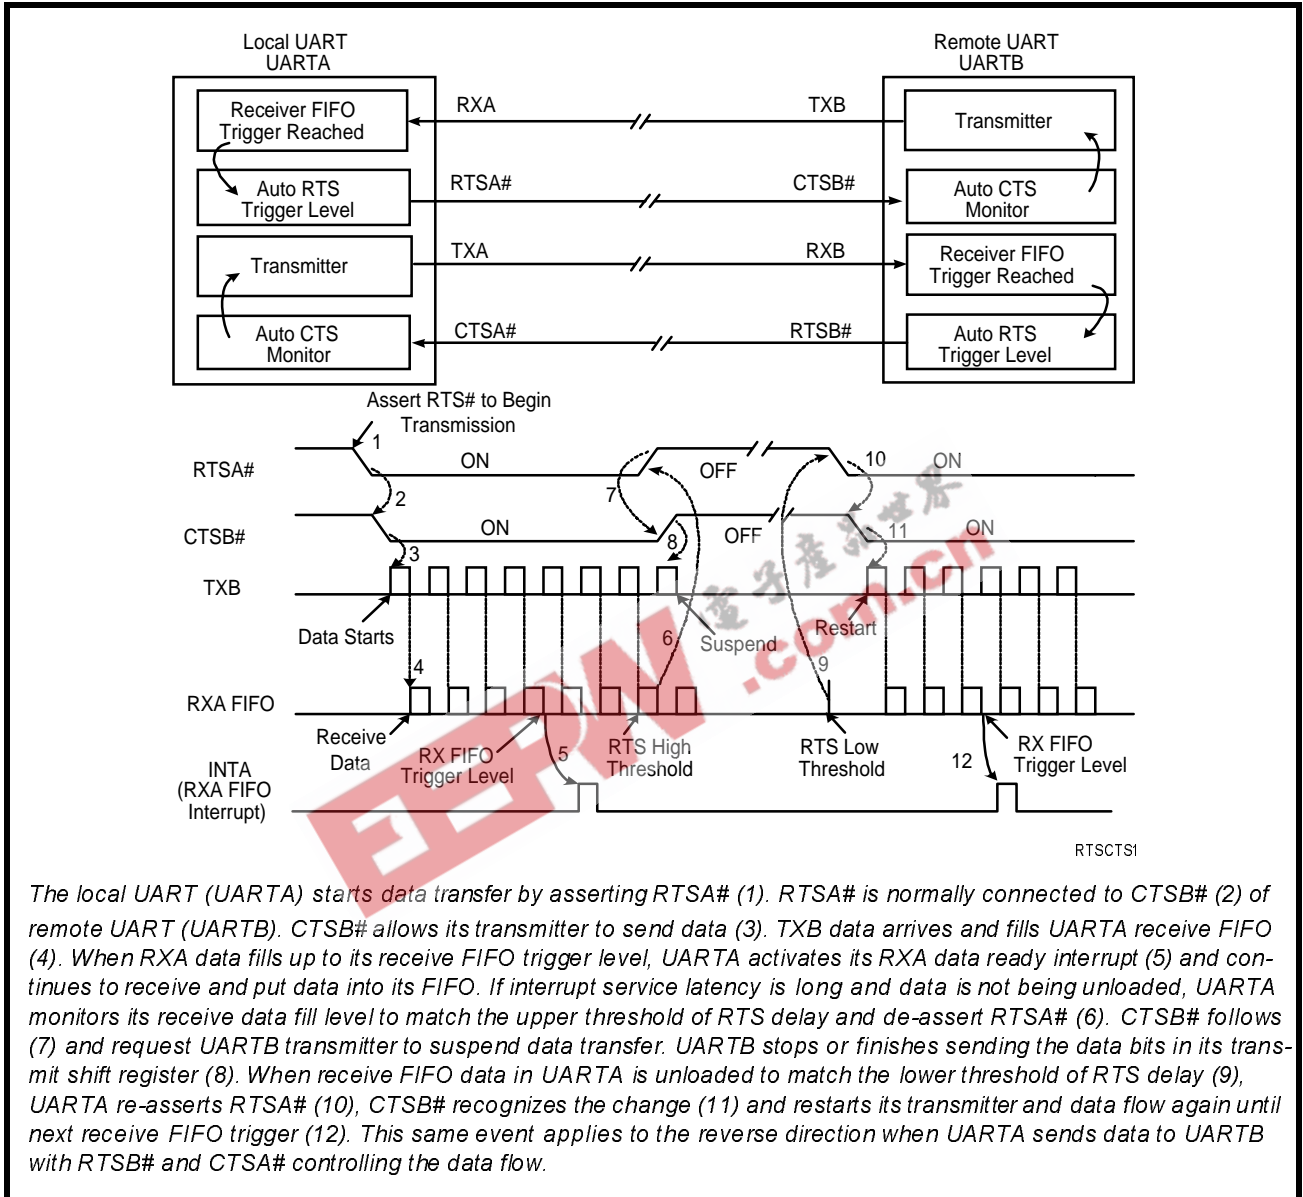 Local UART
UARTA
Remote UART
UARTB
Receiver FIFO
Trigger Reached
RXA
TXB
Transmitter
Auto RTS
Trigger Level
RTSA#
CTSB#
Auto CTS
Monitor
Transmitter
TXA
RXB
Receiver FIFO
Trigger Reached
Auto CTS
Monitor
CTSA#
RTSB#
Auto RTS
Trigger Level
Assert RTS# to Begin
Transmission
1
RTSA#
ON
OFF
10
ON
2
7
CTSB#
ON
8
OFF
11
ON
3
TXB
Data Starts
Suspend
Restart
4
6
9
RXA FIFO
Receive
Data
RX FIFO
Trigger Level
5
RTS High
Threshold
RTS Low
Threshold
12
RX FIFO
Trigger Level
INTA
(RXA FIFO
Interrupt)
RTSCTS1
EEPW
電子產品世界
.com.cn
The local UART (UARTA) starts data transfer by asserting RTSA# (1). RTSA# is normally connected to CTSB# (2) of
remote UART (UARTB). CTSB# allows its transmitter to send data (3). TXB data arrives and fills UARTA receive FIFO
(4). When RXA data fills up to its receive FIFO trigger level, UARTA activates its RXA data ready interrupt (5) and con-
tinues to receive and put data into its FIFO. If interrupt service latency is long and data is not being unloaded, UARTA
monitors its receive data fill level to match the upper threshold of RTS delay and de-assert RTSA# (6). CTSB# follows
(7) and request UARTB transmitter to suspend data transfer. UARTB stops or finishes sending the data bits in its trans-
mit shift register (8). When receive FIFO data in UARTA is unloaded to match the lower threshold of RTS delay (9),
UARTA re-asserts RTSA# (10), CTSB# recognizes the change (11) and restarts its transmitter and data flow again until
next receive FIFO trigger (12). This same event applies to the reverse direction when UARTA sends data to UARTB
with RTSB# and CTSA# controlling the data flow.